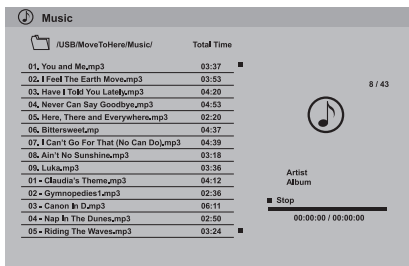 Music
/USB/MoveToHere/Music/ Total Time
01. You and Me.mp3 03:37
02. I Feel The Earth Move.mp3 03:53
03. Have I Told You Lately.mp3 04:20
04. Never Can Say Goodbye.mp3 04:53
05. Here, There and Everywhere.mp3 02:20
06. Bittersweet.mp 04:37
07. I Can't Go For That (No Can Do).mp3 04:39
08. Ain't No Sunshine.mp3 03:18
09. Luka.mp3 03:36
01 - Claudia's Theme.mp3 04:12
02 - Gymnopedies1.mp3 02:36
03 - Canon In D.mp3 06:11
04 - Nap In The Dunes.mp3 02:50
05 - Riding The Waves.mp3 03:24
8 / 43
Artist
Album
Stop
00:00:00 / 00:00:00